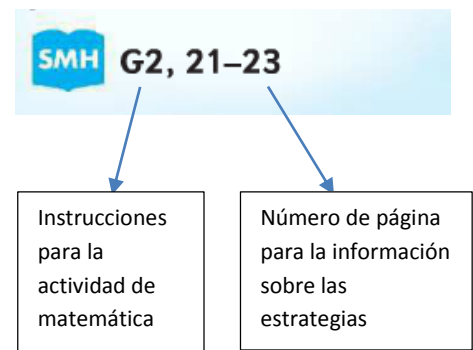 SMH G2, 21–23
Instrucciones
para la
actividad de
matemática
Número de página
para la información
sobre las
estrategias